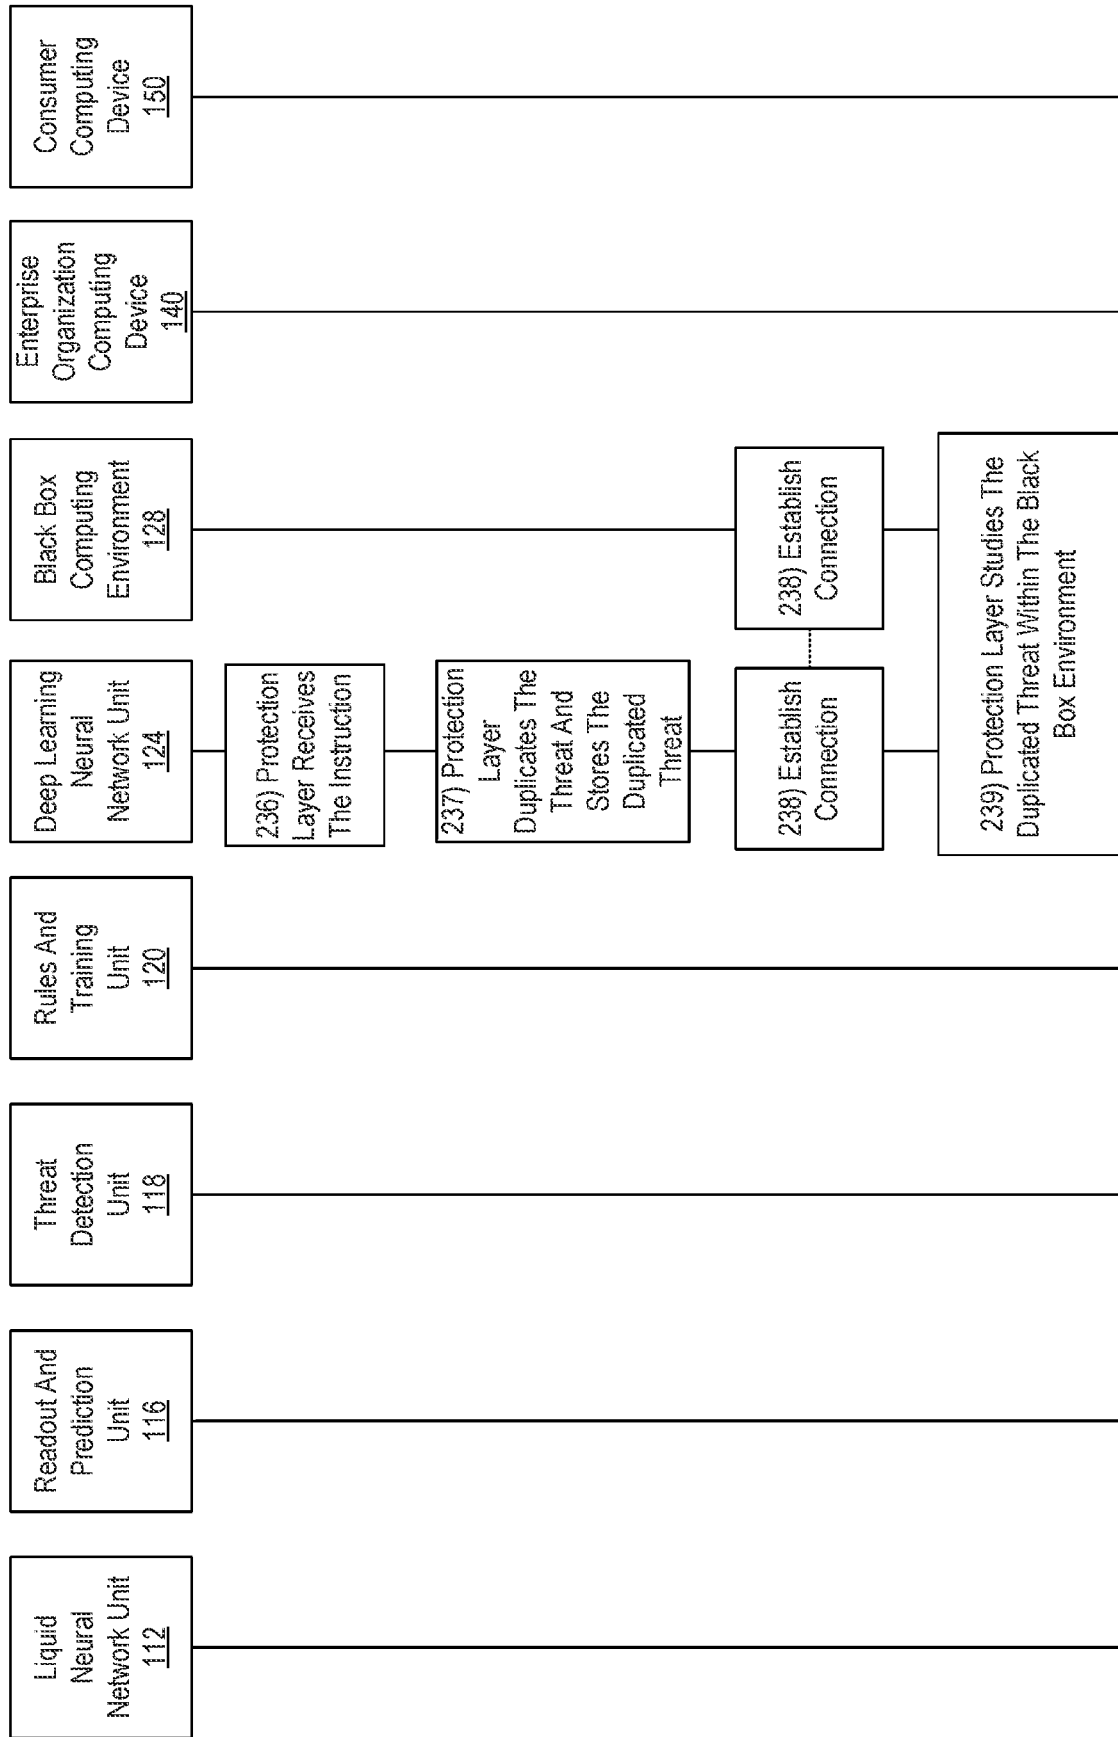 Liquid
Neural
Network Unit
112
Readout And
Prediction
Unit
116
Threat
Detection
Unit
118
Rules And
Training
Unit
120
Deep Learning
Neural
Network Unit
124
Black Box
Computing
Environment
128
Enterprise
Organization
Computing
Device
140
Consumer
Computing
Device
150
236) Protection
Layer Receives
The Instruction
237) Protection
Layer
Duplicates The
Threat And
Stores The
Duplicated
Threat
238) Establish
Connection
238) Establish
Connection
239) Protection Layer Studies The
Duplicated Threat Within The Black
Box Environment